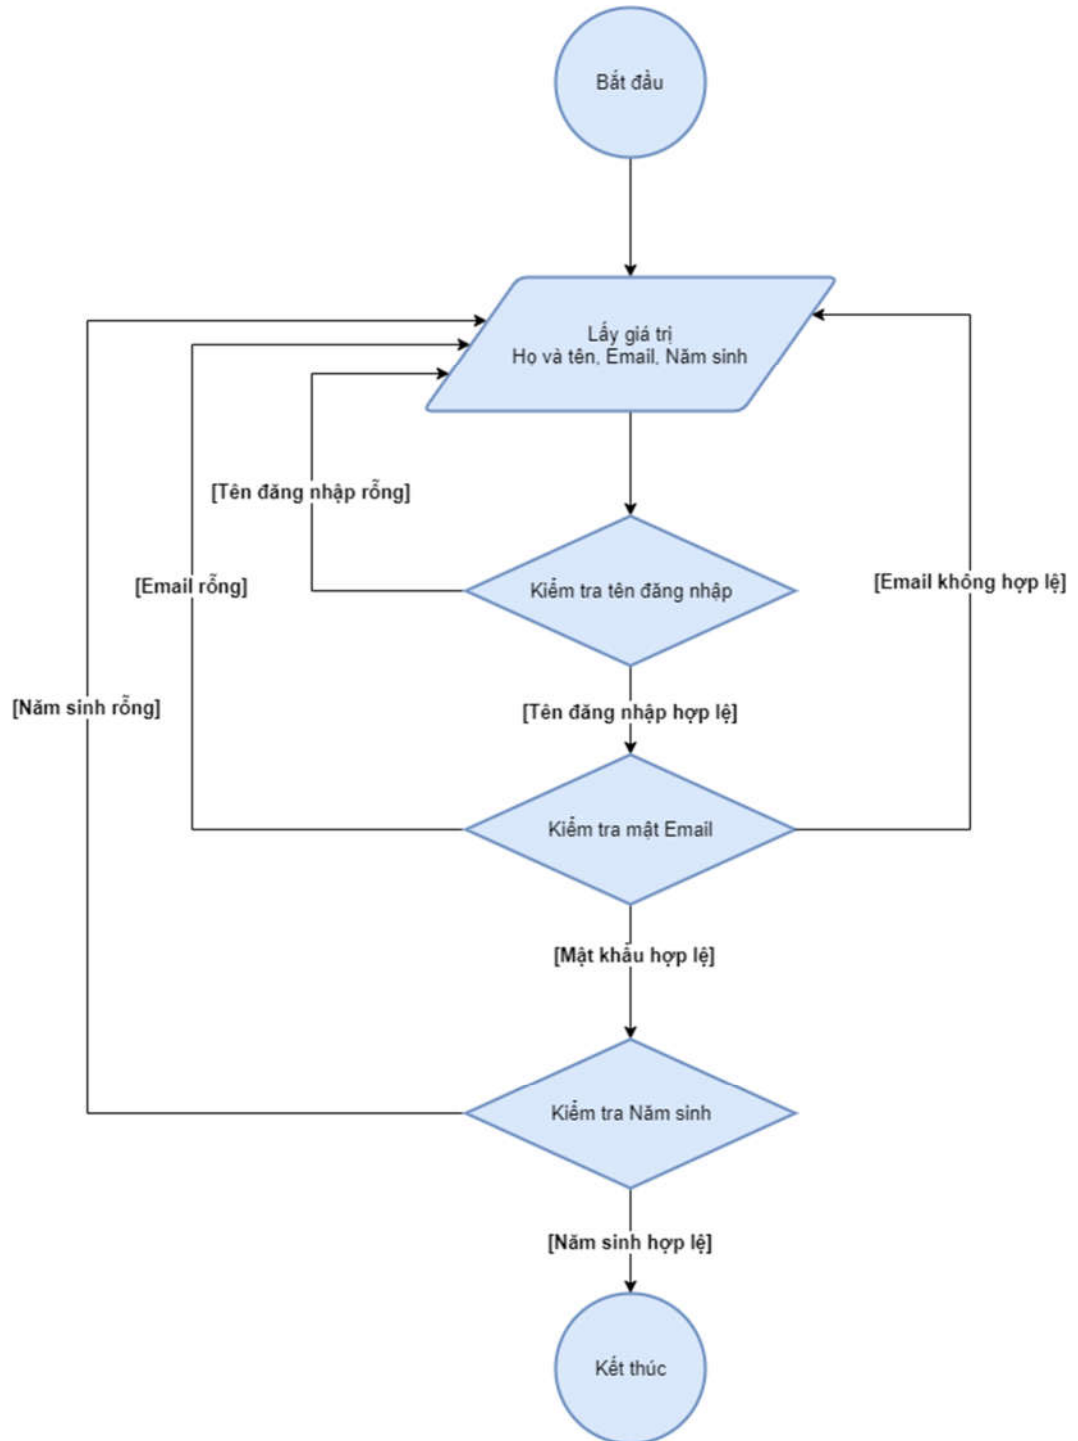 Bắt đầu
Lấy giá trị
Họ và tên, Email, Năm sinh
[Tên đăng nhập rỗng]
[Email rỗng]
Kiểm tra tên đăng nhập
[Email không hợp lệ]
[Năm sinh rỗng]
[Tên đăng nhập hợp lệ]
Kiểm tra mật Email
[Mật khẩu hợp lệ]
Kiểm tra Năm sinh
[Năm sinh hợp lệ]
Kết thúc